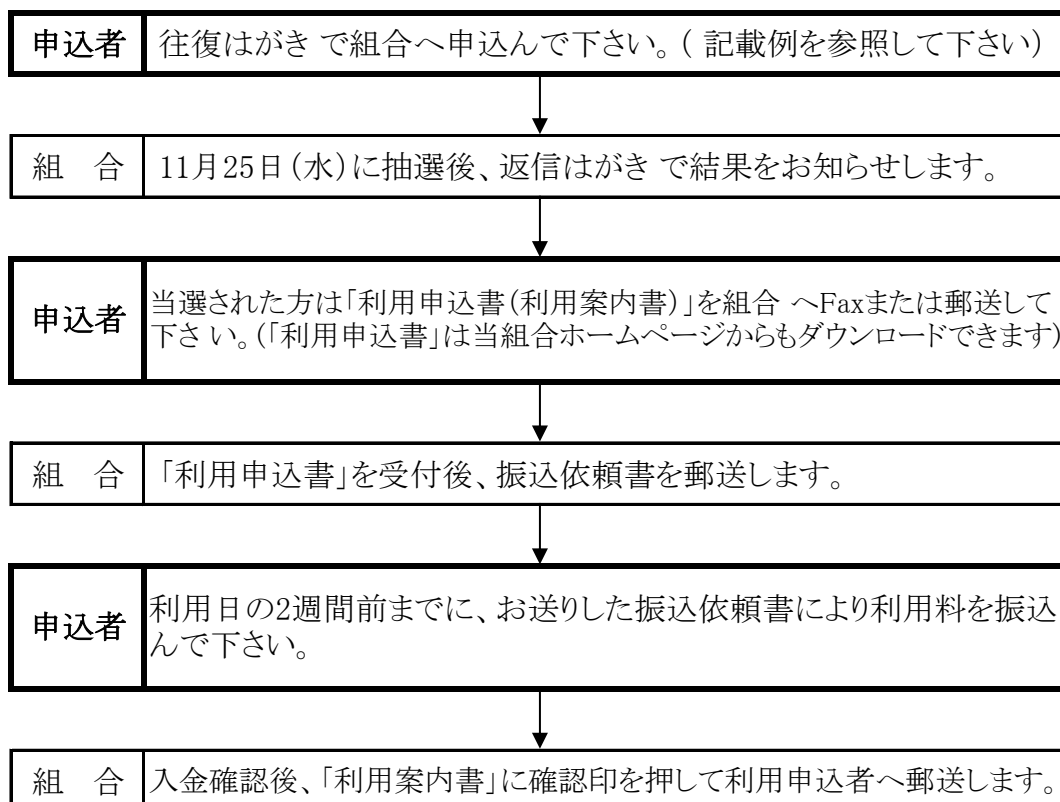 申込者 往復はがき で組合へ申込んで下さい。( 記載例を参照して下さい)
組 合 11月25日(水)に抽選後、返信はがき で結果をお知らせします。
申込者 当選された方は「利用申込書(利用案内書)」を組合 へFaxまたは郵送して
下さ い。(「利用申込書」は当組合ホームページからもダウンロードできます)
組 合 「利用申込書」を受付後、振込依頼書を郵送します。
申込者 利用日の2週間前までに、お送りした振込依頼書により利用料を振込
んで下さい。
組 合 入金確認後、「利用案内書」に確認印を押して利用申込者へ郵送します。